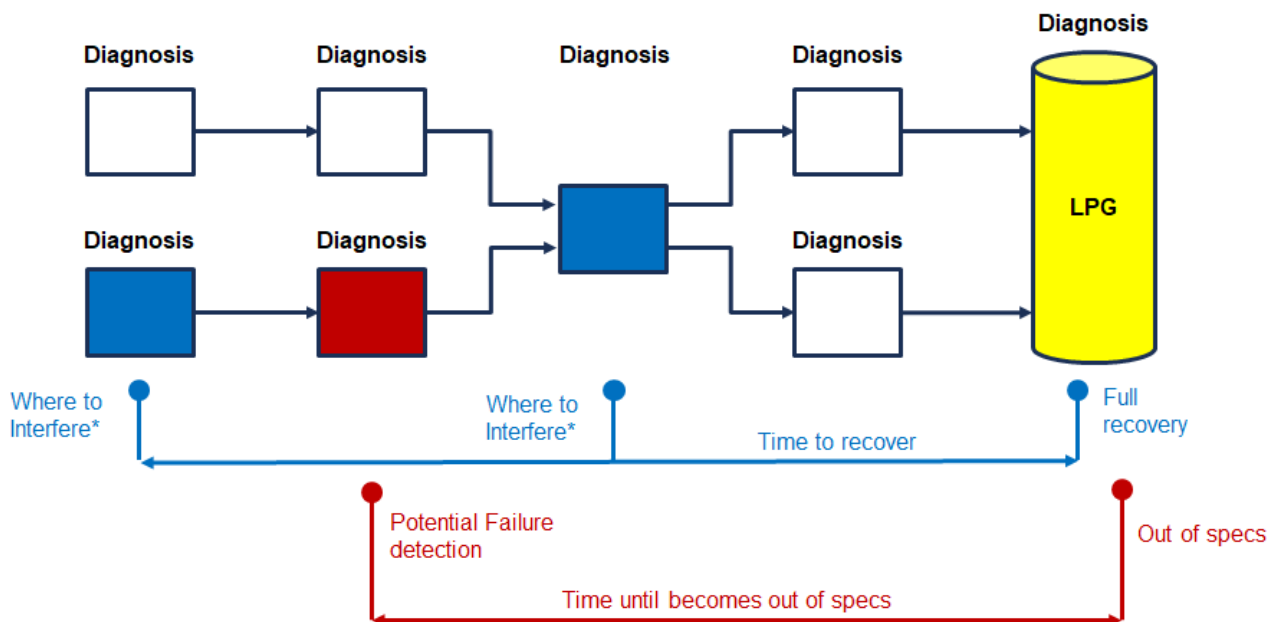 Diagnosis
Diagnosis
Diagnosis
Diagnosis
Diagnosis
LPG
Diagnosis
Diagnosis
Diagnosis
Where to
Interfere*
Where to
Interfere*
Time to recover
Full
recovery
Potential Failure
detection
Out of specs
Time until becomes out of specs